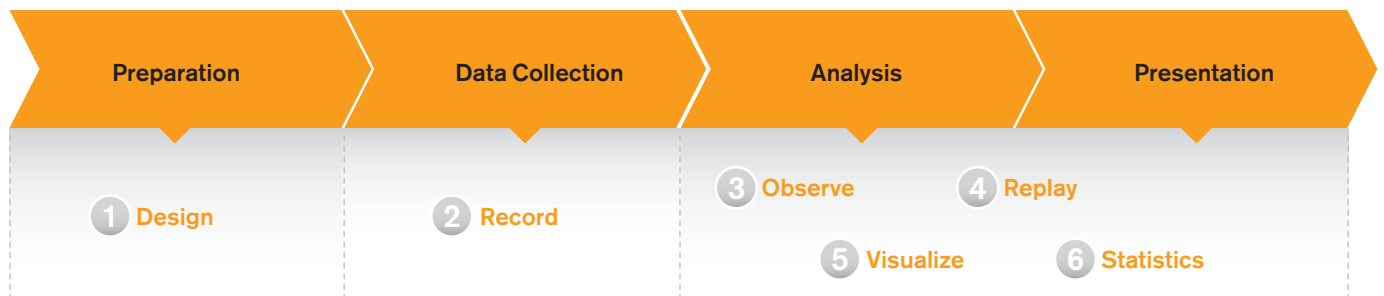 Preparation
Data Collection
Analysis
Presentation
1 Design
2 Record
3 Observe
4 Replay
5 Visualize
6 Statistics